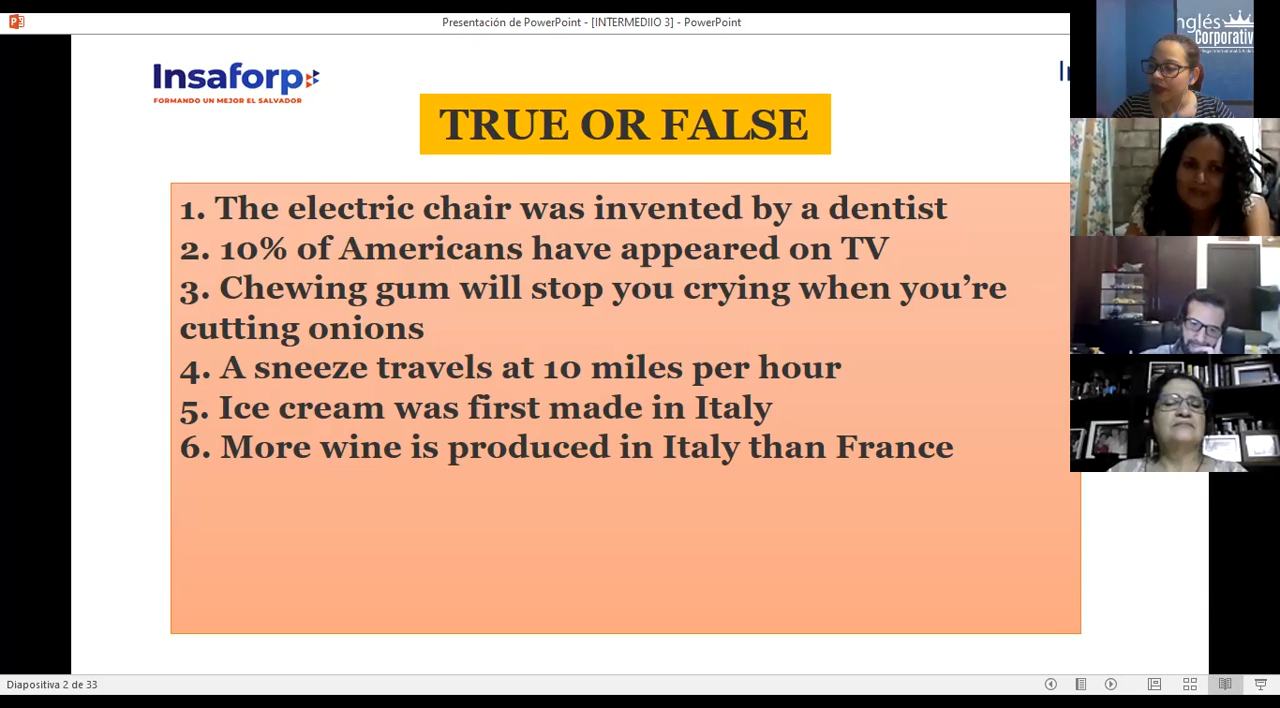 Presentación de PowerPoint - [INTERMEDIIO 3] - PowerPoint
nglés
Corporativ
Insaforp
FORMANDO UN MEJOR EL SALVADOR
TRUE OR FALSE
1. The electric chair was invented by a dentist
2. 10% of Americans have appeared on TV
3. Chewing gum will stop you crying when you're
cutting onions
4. A sneeze travels at 10 miles per hour
5. Ice cream was first made in Italy
6. More wine is produced in Italy than France
Diapositiva 2 de 33